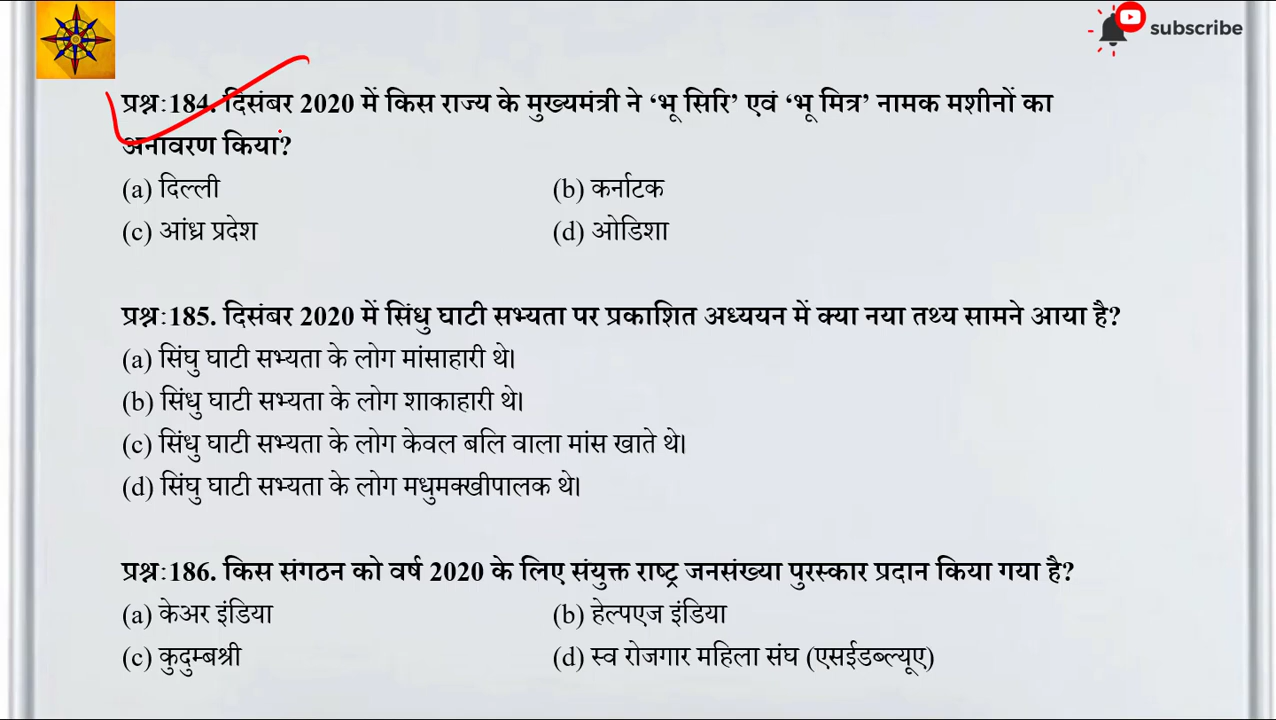 subscribe
प्रश्न:184. दिसंबर 2020 में किस राज्य के मुख्यमंत्री ने ‘भू सिरि’ एवं ‘भू मित्र’ नामक मशीनों का
अनावरण किया?
(a) दिल्ली (b) कर्नाटक
(c) आंध्र प्रदेश (d) ओडिशा
प्रश्न:185. दिसंबर 2020 में सिंधु घाटी सभ्यता पर प्रकाशित अध्ययन में क्या नया तथ्य सामने आया है?
(a) सिंघु घाटी सभ्यता के लोग मांसाहारी थे।
(b) सिंधु घाटी सभ्यता के लोग शाकाहारी थे।
(c) सिंधु घाटी सभ्यता के लोग केवल बलि वाला मांस खाते थे।
(d) सिंघु घाटी सभ्यता के लोग मधुमक्खीपालक थे।
प्रश्न:186. किस संगठन को वर्ष 2020 के लिए संयुक्त राष्ट्र जनसंख्या पुरस्कार प्रदान किया गया है?
(a) केअर इंडिया (b) हेल्पएज इंडिया
(c) कुदुम्बश्री (d) स्व रोजगार महिला संघ (एसईडब्ल्यूए)